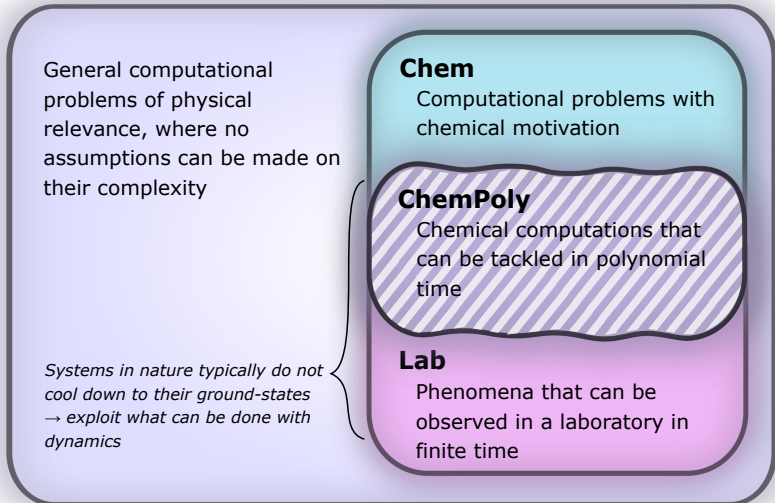 General computational
problems of physical
relevance, where no
assumptions can be made on
their complexity
Chem
Computational problems with
chemical motivation
ChemPoly
Chemical computations that
can be tackled in polynomial
time
Systems in nature typically do not
cool down to their ground-states
→ exploit what can be done with
dynamics
Lab
Phenomena that can be
observed in a laboratory in
finite time